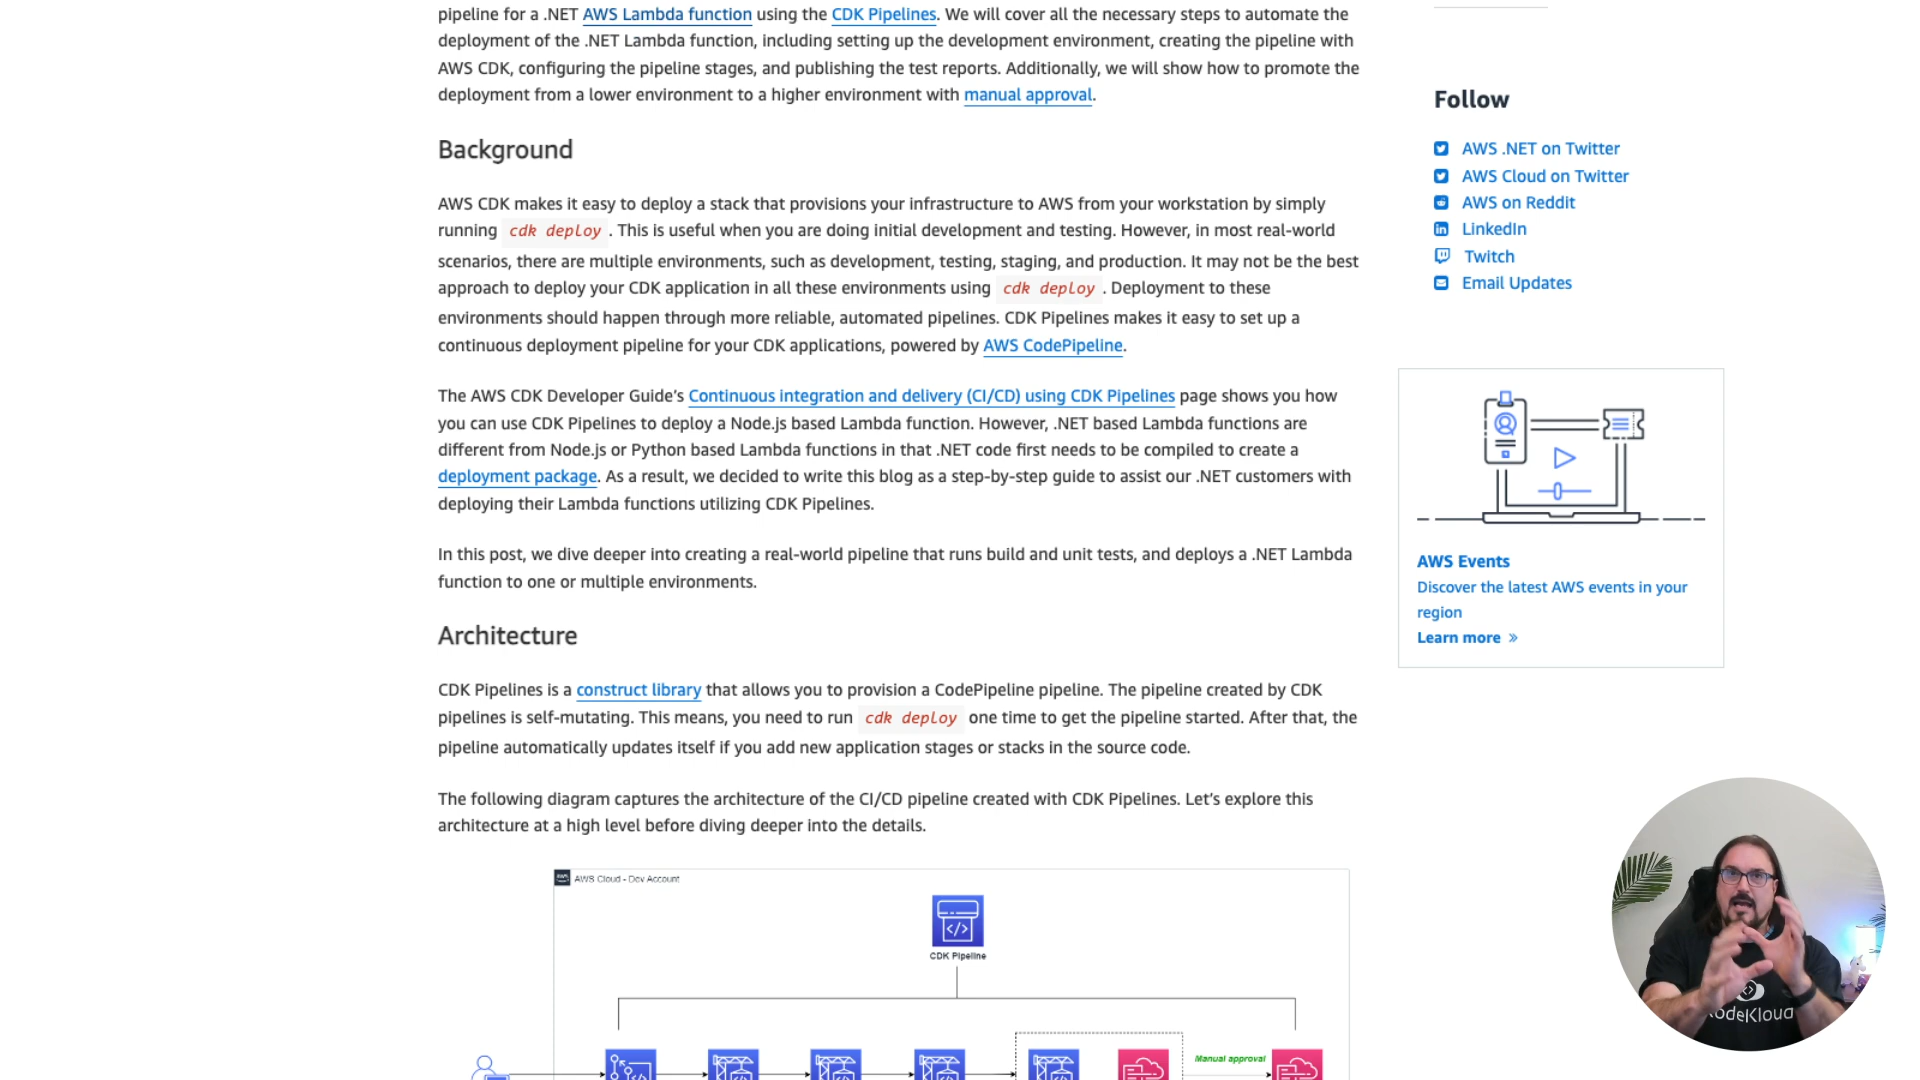 pipeline for a .NET AWS Lambda function using the CDK Pipelines. We will cover all the necessary steps to automate the
deployment of the .NET Lambda function, including setting up the development environment, creating the pipeline with
AWS CDK, configuring the pipeline stages, and publishing the test reports. Additionally, we will show how to promote the
deployment from a lower environment to a higher environment with manual approval.
Background
AWS CDK makes it easy to deploy a stack that provisions your infrastructure to AWS from your workstation by simply
running cdk deploy . This is useful when you are doing initial development and testing. However, in most real-world
scenarios, there are multiple environments, such as development, testing, staging, and production. It may not be the best
approach to deploy your CDK application in all these environments using cdk deploy . Deployment to these
environments should happen through more reliable, automated pipelines. CDK Pipelines makes it easy to set up a
continuous deployment pipeline for your CDK applications, powered by AWS CodePipeline.
The AWS CDK Developer Guide’s Continuous integration and delivery (CI/CD) using CDK Pipelines page shows you how
you can use CDK Pipelines to deploy a Node.js based Lambda function. However, .NET based Lambda functions are
different from Node.js or Python based Lambda functions in that .NET code first needs to be compiled to create a
deployment package. As a result, we decided to write this blog as a step-by-step guide to assist our .NET customers with
deploying their Lambda functions utilizing CDK Pipelines.
In this post, we dive deeper into creating a real-world pipeline that runs build and unit tests, and deploys a .NET Lambda
function to one or multiple environments.
Architecture
CDK Pipelines is a construct library that allows you to provision a CodePipeline pipeline. The pipeline created by CDK
pipelines is self-mutating. This means, you need to run cdk deploy one time to get the pipeline started. After that, the
pipeline automatically updates itself if you add new application stages or stacks in the source code.
The following diagram captures the architecture of the CI/CD pipeline created with CDK Pipelines. Let’s explore this
architecture at a high level before diving deeper into the details.
AWS Cloud - Dev Account
CDK Pipeline
Manual approval
Follow
AWS .NET on Twitter
AWS Cloud on Twitter
AWS on Reddit
LinkedIn
Twitch
Email Updates
AWS Events
Discover the latest AWS events in your
region
Learn more »
odeKloud